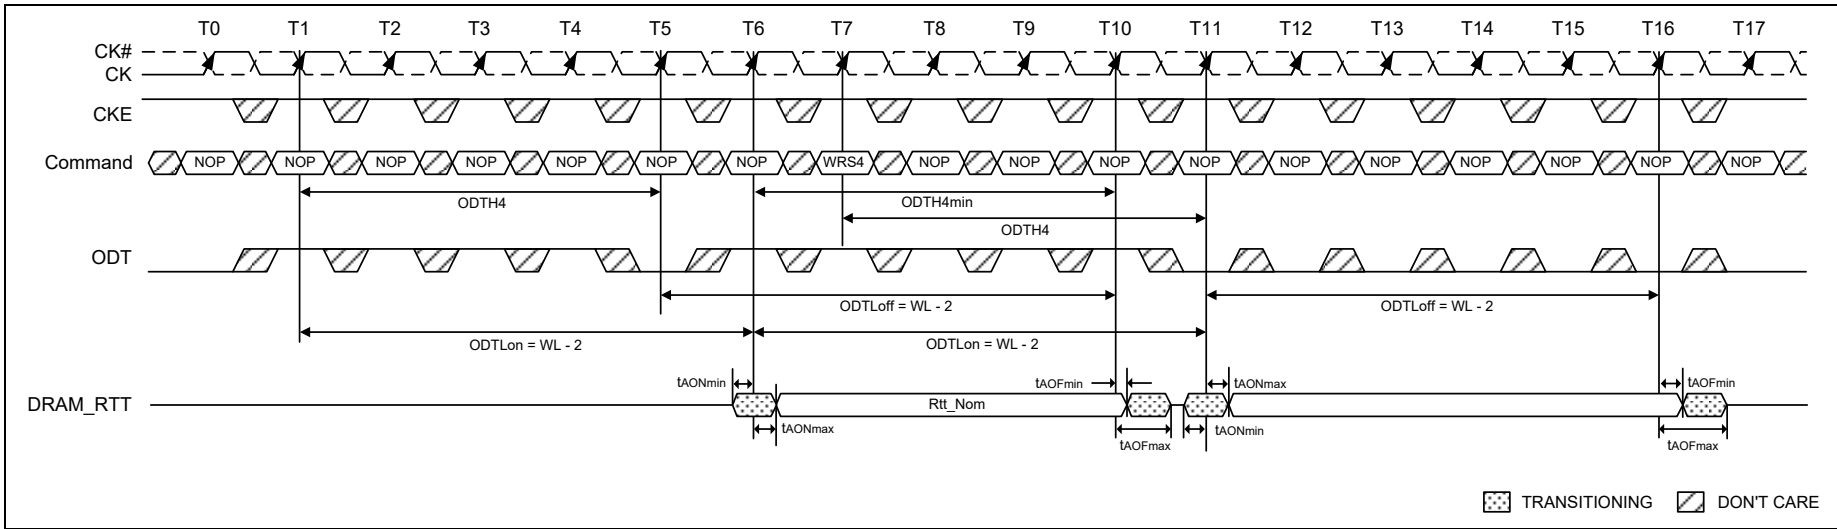 T0 T1 T2 T3 T4 T5 T6 T7 T8 T9 T10 T11 T12 T13 T14 T15 T16 T17
CK#
CK
CKE
Command NOP NOP NOP NOP NOP NOP NOP WRS4 NOP NOP NOP NOP NOP NOP NOP NOP NOP NOP
ODTH4 ODTH4min
ODTH4
ODT
ODTLoff = WL - 2 ODTLoff = WL - 2
ODTLon = WL - 2 ODTLon = WL - 2
tAONmin tAOFmin tAONmax tAOFmin
DRAM_RTT Rtt_Nom
tAONmax tAOFmax tAONmin tAOFmax
TRANSITIONING DON'T CARE